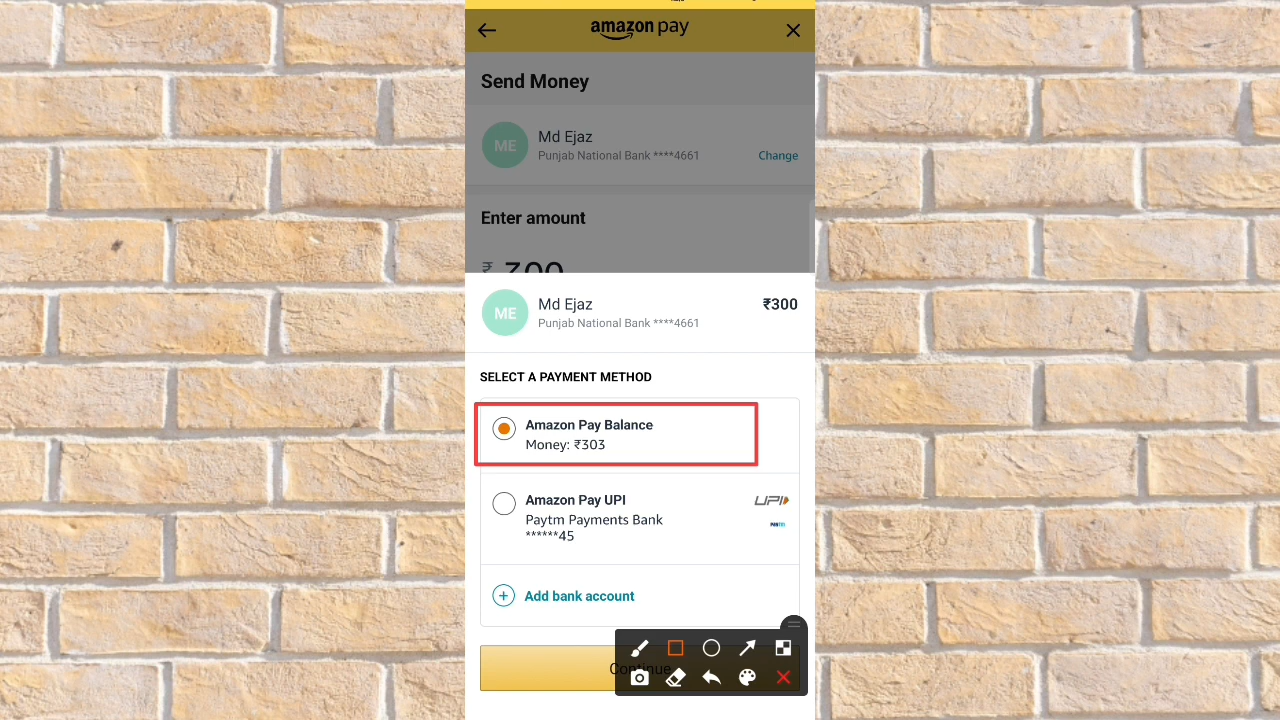 amazon pay
Send Money
ME
Md Ejaz
Punjab National Bank ****4661
Change
Enter amount
₹ 300
ME
Md Ejaz
₹300
Punjab National Bank ****4661
SELECT A PAYMENT METHOD
Amazon Pay Balance
Money: ₹303
Amazon Pay UPI
UPI
Paytm Payments Bank
******45
Paytm
Add bank account
Continue